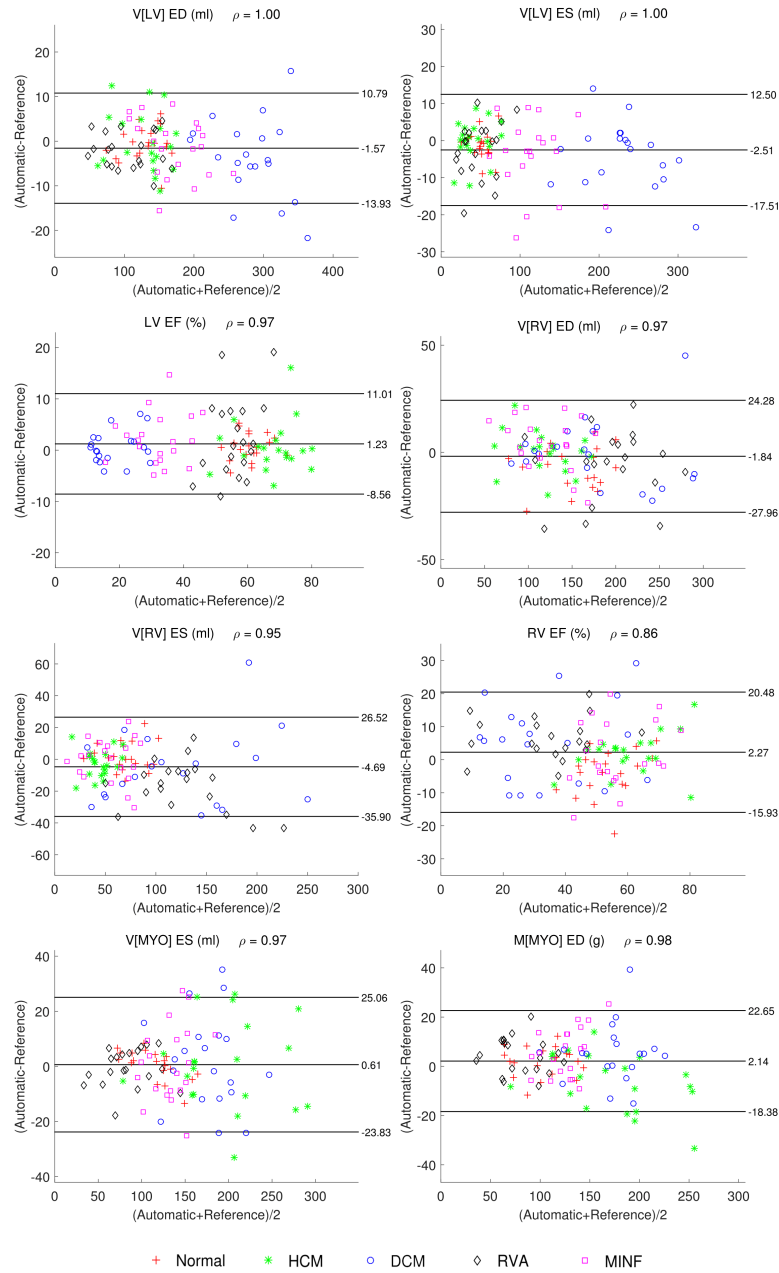 V[LV] ED (ml) ρ = 1.00
20
10
0
-10
-20
(Automatic-Reference)
10.79
-1.57
-13.93
0 100 200 300 400
(Automatic+Reference)/2
V[LV] ES (ml) ρ = 1.00
30
20
10
0
-10
-20
-30
(Automatic-Reference)
12.50
-2.51
-17.51
0 100 200 300
(Automatic+Reference)/2
LV EF (%) ρ = 0.97
20
10
0
-10
-20
(Automatic-Reference)
11.01
1.23
-8.56
0 20 40 60 80
(Automatic+Reference)/2
V[RV] ED (ml) ρ = 0.97
50
0
-50
(Automatic-Reference)
24.28
-1.84
-27.96
0 100 200 300
(Automatic+Reference)/2
V[RV] ES (ml) ρ = 0.95
60
40
20
0
-20
-40
-60
(Automatic-Reference)
26.52
-4.69
-35.90
0 50 100 150 200 250
(Automatic+Reference)/2
RV EF (%) ρ = 0.86
30
20
10
0
-10
-20
-30
(Automatic-Reference)
20.48
2.27
-15.93
0 20 40 60 80
(Automatic+Reference)/2
V[MYO] ES (ml) ρ = 0.97
40
20
0
-20
-40
(Automatic-Reference)
25.06
0.61
-23.83
0 50 100 150 200 250 300
(Automatic+Reference)/2
M[MYO] ED (g) ρ = 0.98
40
20
0
-20
-40
(Automatic-Reference)
22.65
2.14
-18.38
0 50 100 150 200 250 300
(Automatic+Reference)/2
Normal HCM DCM RVA MINF